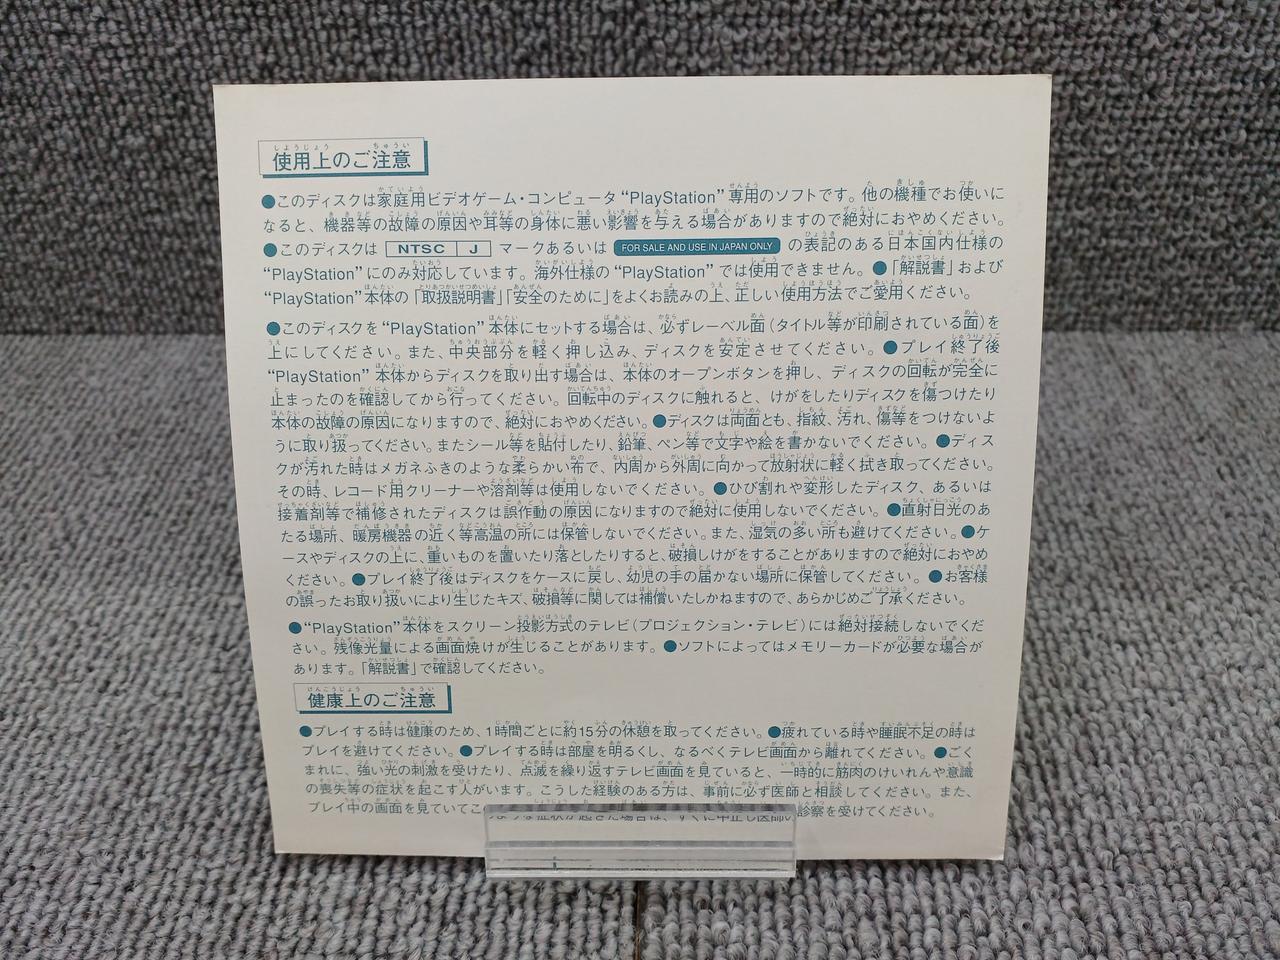 使用上のご注意
●このディスクは家庭用ビデオゲーム・コンピュータ“PlayStation”専用のソフトです。他の機種でお使いに
なると、機器等の故障の原因や耳等の身体に悪い影響を与える場合がありますので絶対におやめください。
●このディスクは NTSC J マークあるいは FOR SALE AND USE IN JAPAN ONLY の表記のある日本国内仕様の
“PlayStation”にのみ対応しています。海外仕様の“PlayStation”では使用できません。●「解説書」および
“PlayStation”本体の「取扱説明書」「安全のために」をよくお読みの上、正しい使用方法でご愛用ください。
●このディスクを“PlayStation”本体にセットする場合は、必ずレーベル面（タイトル等が印刷されている面）を
上にしてください。また、中央部分を軽く押し込み、ディスクを安定させてください。●プレイ終了後
“PlayStation”本体からディスクを取り出す場合は、本体のオープンボタンを押し、ディスクの回転が完全に
止まったのを確認してから行ってください。回転中のディスクに触れると、けがをしたりディスクを傷つけたり
本体の故障の原因になりますので、絶対におやめください。●ディスクは両面とも、指紋、汚れ、傷等をつけないよ
うに取り扱ってください。またシール等を貼付したり、鉛筆、ペン等で文字や絵を書かないでください。●ディス
クが汚れた時はメガネふきのような柔らかい布で、内周から外周に向かって放射状に軽く拭き取ってください。
その時、レコード用クリーナーや溶剤等は使用しないでください。●ひび割れや変形したディスク、あるいは
接着剤等で補修されたディスクは誤作動の原因になりますので絶対に使用しないでください。●直射日光のあ
たる場所、暖房機器の近く等高温の所には保管しないでください。また、湿気の多い所も避けてください。●ケ
ースやディスクの上に、重いものを置いたり落としたりすると、破損しけがをすることがありますので絶対におやめ
ください。●プレイ終了後はディスクをケースに戻し、幼児の手の届かない場所に保管してください。●お客様
の誤ったお取り扱いにより生じたキズ、破損等に関しては補償いたしかねますので、あらかじめご了承ください。
●“PlayStation”本体をスクリーン投影方式のテレビ（プロジェクション・テレビ）には絶対接続しないでくだ
さい。残像光量による画面焼けが生じることがあります。●ソフトによってはメモリーカードが必要な場合が
あります。「解説書」で確認してください。
健康上のご注意
●プレイする時は健康のため、1時間ごとに約15分の休憩を取ってください。●疲れている時や睡眠不足の時は
プレイを避けてください。●プレイする時は部屋を明るくし、なるべくテレビ画面から離れてください。●ごく
まれに、強い光の刺激を受けたり、点滅を繰り返すテレビ画面を見ていると、一時的に筋肉のけいれんや意識
の喪失等の症状を起こす人がいます。こうした経験のある方は、事前に必ず医師と相談してください。また、
プレイ中の画面を見ていてこのような症状が起きた場合は、すぐに中止し医師の診察を受けてください。